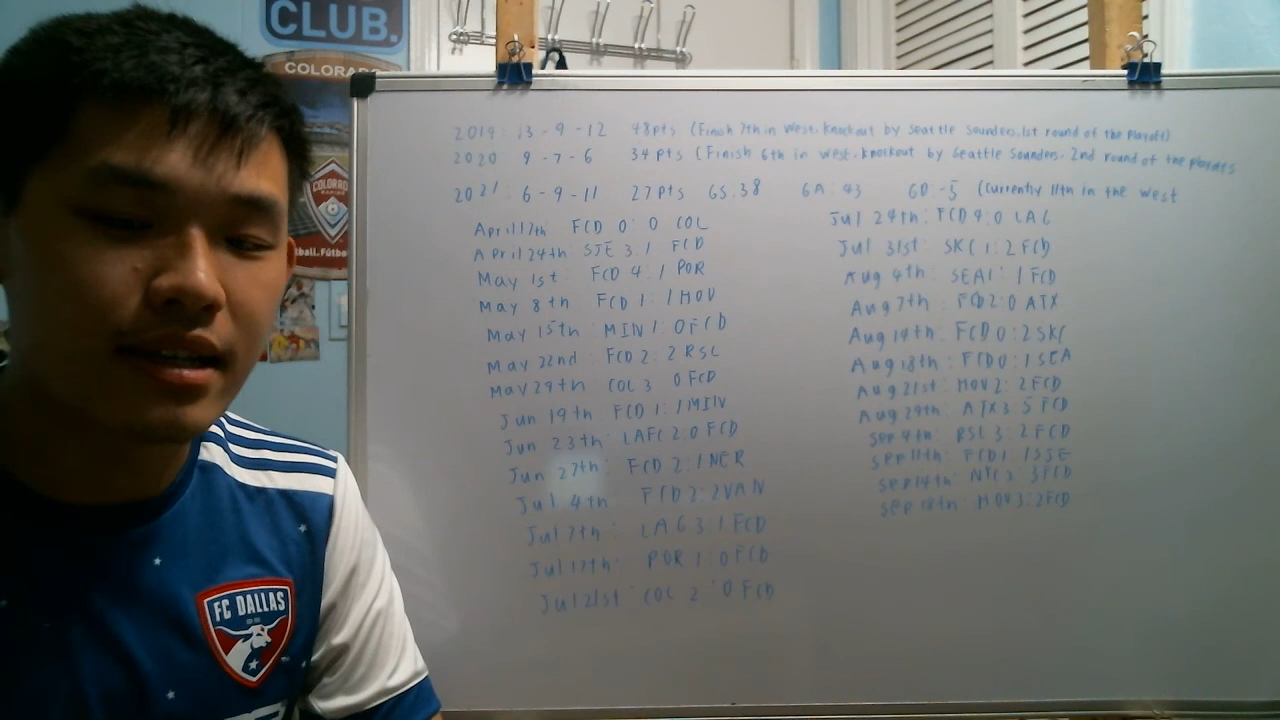 CLUB.
COLORA
COLORADO
FC DALLAS
2019: 13-9-12 48pts (Finish 7th in West, knockout by Seattle Sounders, 1st round of the playoff)
2020 9-7-6 34pts (Finish 6th in West, knockout by Seattle Sounders, 2nd round of the playoffs
2021: 6-9-11 27pts GS:38 GA:43 GD-5 (Currently 11th in the West
April 17th FCD 0:0 COL
April 24th SJE 3:1 FCD
May 1st FCD 4:1 POR
May 8th FCD 1:1 HOU
May 15th MIN 1:0 FCD
May 22nd FCD 2:2 RSL
May 29th COL 3 0 FCD
Jun 19th FCD 1:1 MIN
Jun 23th LAFC 2:0 FCD
Jun 27th FCD 2:1 NER
Jul 4th FCD 2:2 VAN
Jul 7th LAG 3:1 FCD
Jul 17th POR 1:0 FCD
Jul 21st COL 2:0 FCD
Jul 24th: FCD 4:0 LAG
Jul 31st: SKC 1:2 FCD
Aug 4th: SEA 1:1 FCD
Aug 7th: FCD 2:0 ATX
Aug 14th: FCD 0:2 SKC
Aug 18th: FCD 0:1 SEA
Aug 21st: HOU 2:2 FCD
Aug 29th: ATX 3:5 FCD
Sep 4th: RSL 3:2 FCD
Sep 11th: FCD 1:1 SJE
Sep 14th: NYC 3:3 FCD
Sep 18th: HOU 3:2 FCD